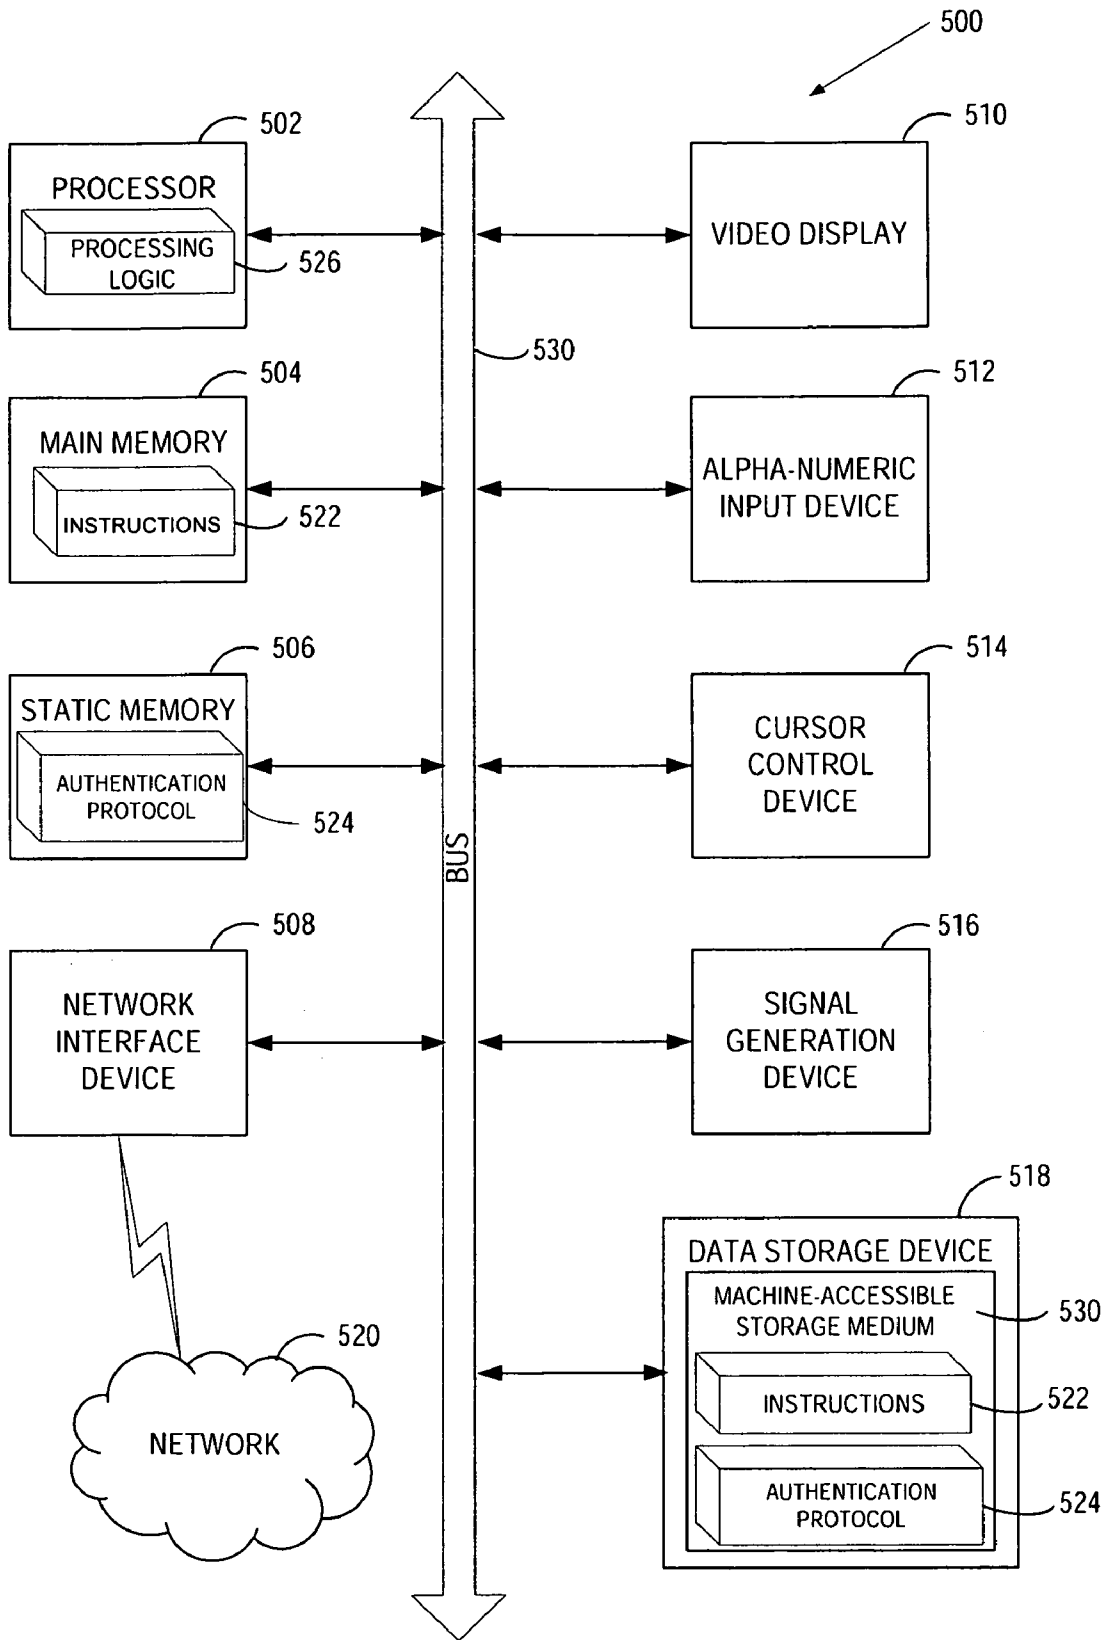 500
502
PROCESSOR
PROCESSING
LOGIC
526
510
VIDEO DISPLAY
530
504
MAIN MEMORY
INSTRUCTIONS
522
512
ALPHA-NUMERIC
INPUT DEVICE
506
STATIC MEMORY
AUTHENTICATION
PROTOCOL
524
514
CURSOR
CONTROL
DEVICE
BUS
508
NETWORK
INTERFACE
DEVICE
516
SIGNAL
GENERATION
DEVICE
520
NETWORK
518
DATA STORAGE DEVICE
MACHINE-ACCESSIBLE
STORAGE MEDIUM
530
INSTRUCTIONS
522
AUTHENTICATION
PROTOCOL
524